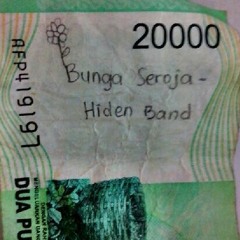 20000
Bunga Seroja -
Hiden Band
AFP419197
DUA PU